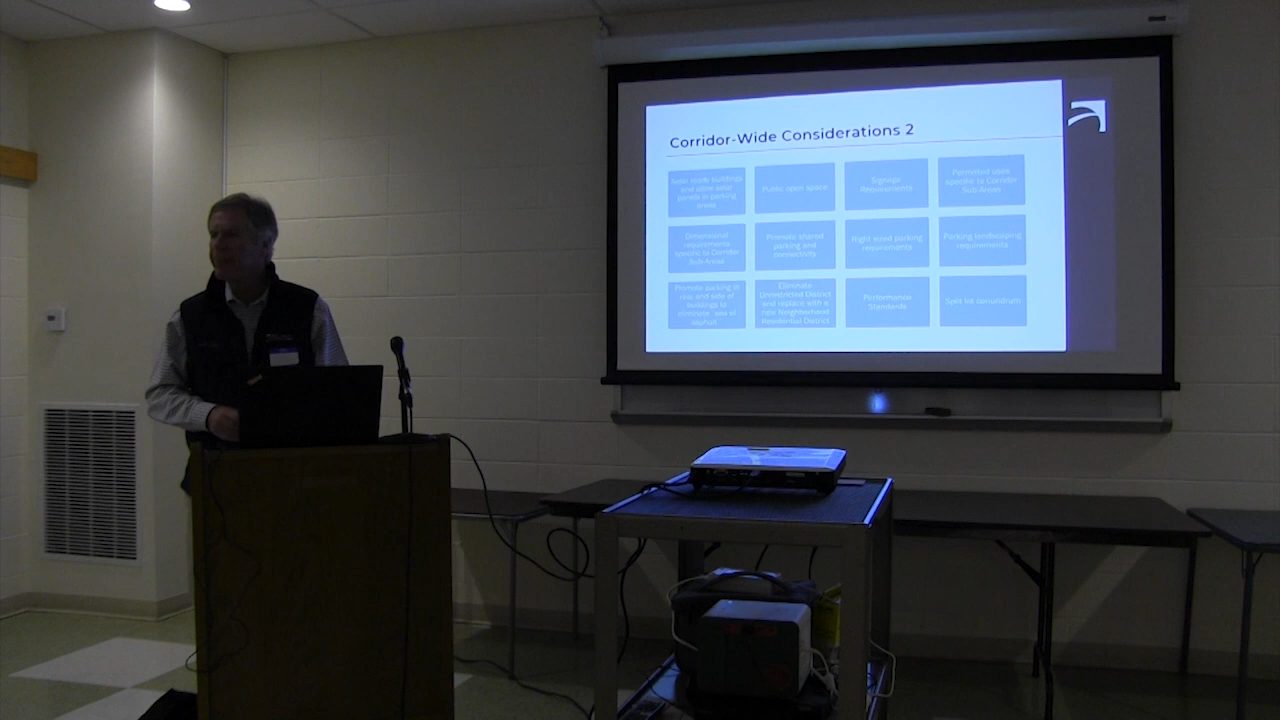 Corridor-Wide Considerations 2
Solar ready buildings
and allow solar
panels in parking
areas
Public open space
Signage
Requirements
Permitted uses
specific to Corridor
Sub Areas
Dimensional
requirements
specific to Corridor
Sub-Areas
Promote shared
parking and
connectivity
Right sized parking
requirements
Parking landscaping
requirements
Promote parking in
rear and side of
buildings to
eliminate "sea of
asphalt"
Eliminate
Unrestricted District
and replace with a
new Neighborhood
Residential District
Performance
Standards
Split lot conundrum